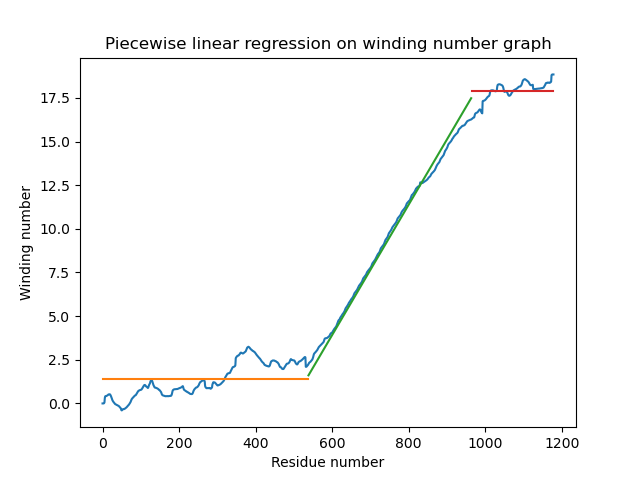 Piecewise linear regression on winding number graph
17.5
15.0
12.5
10.0
7.5
5.0
2.5
0.0
Winding number
0 200 400 600 800 1000 1200
Residue number